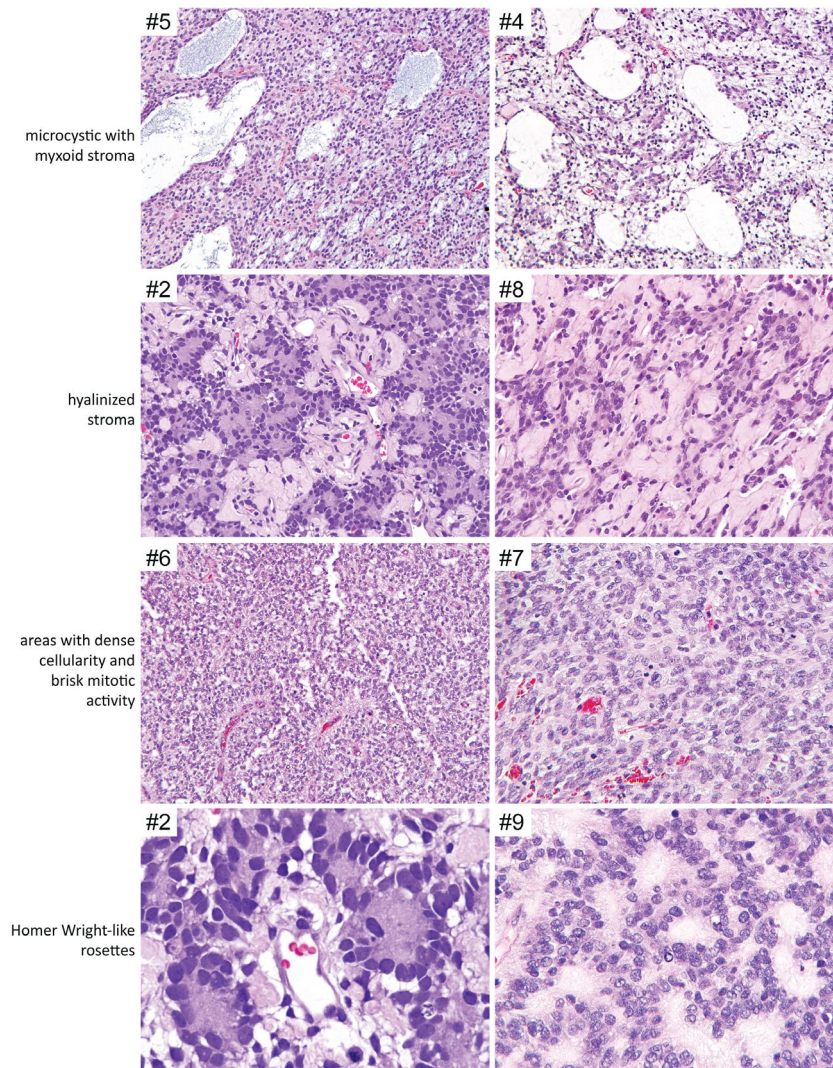 #5
#4
microcystic with
myxoid stroma
#2
#8
hyalinized
stroma
#6
#7
areas with dense
cellularity and
brisk mitotic
activity
#2
#9
Homer Wright-like
rosettes